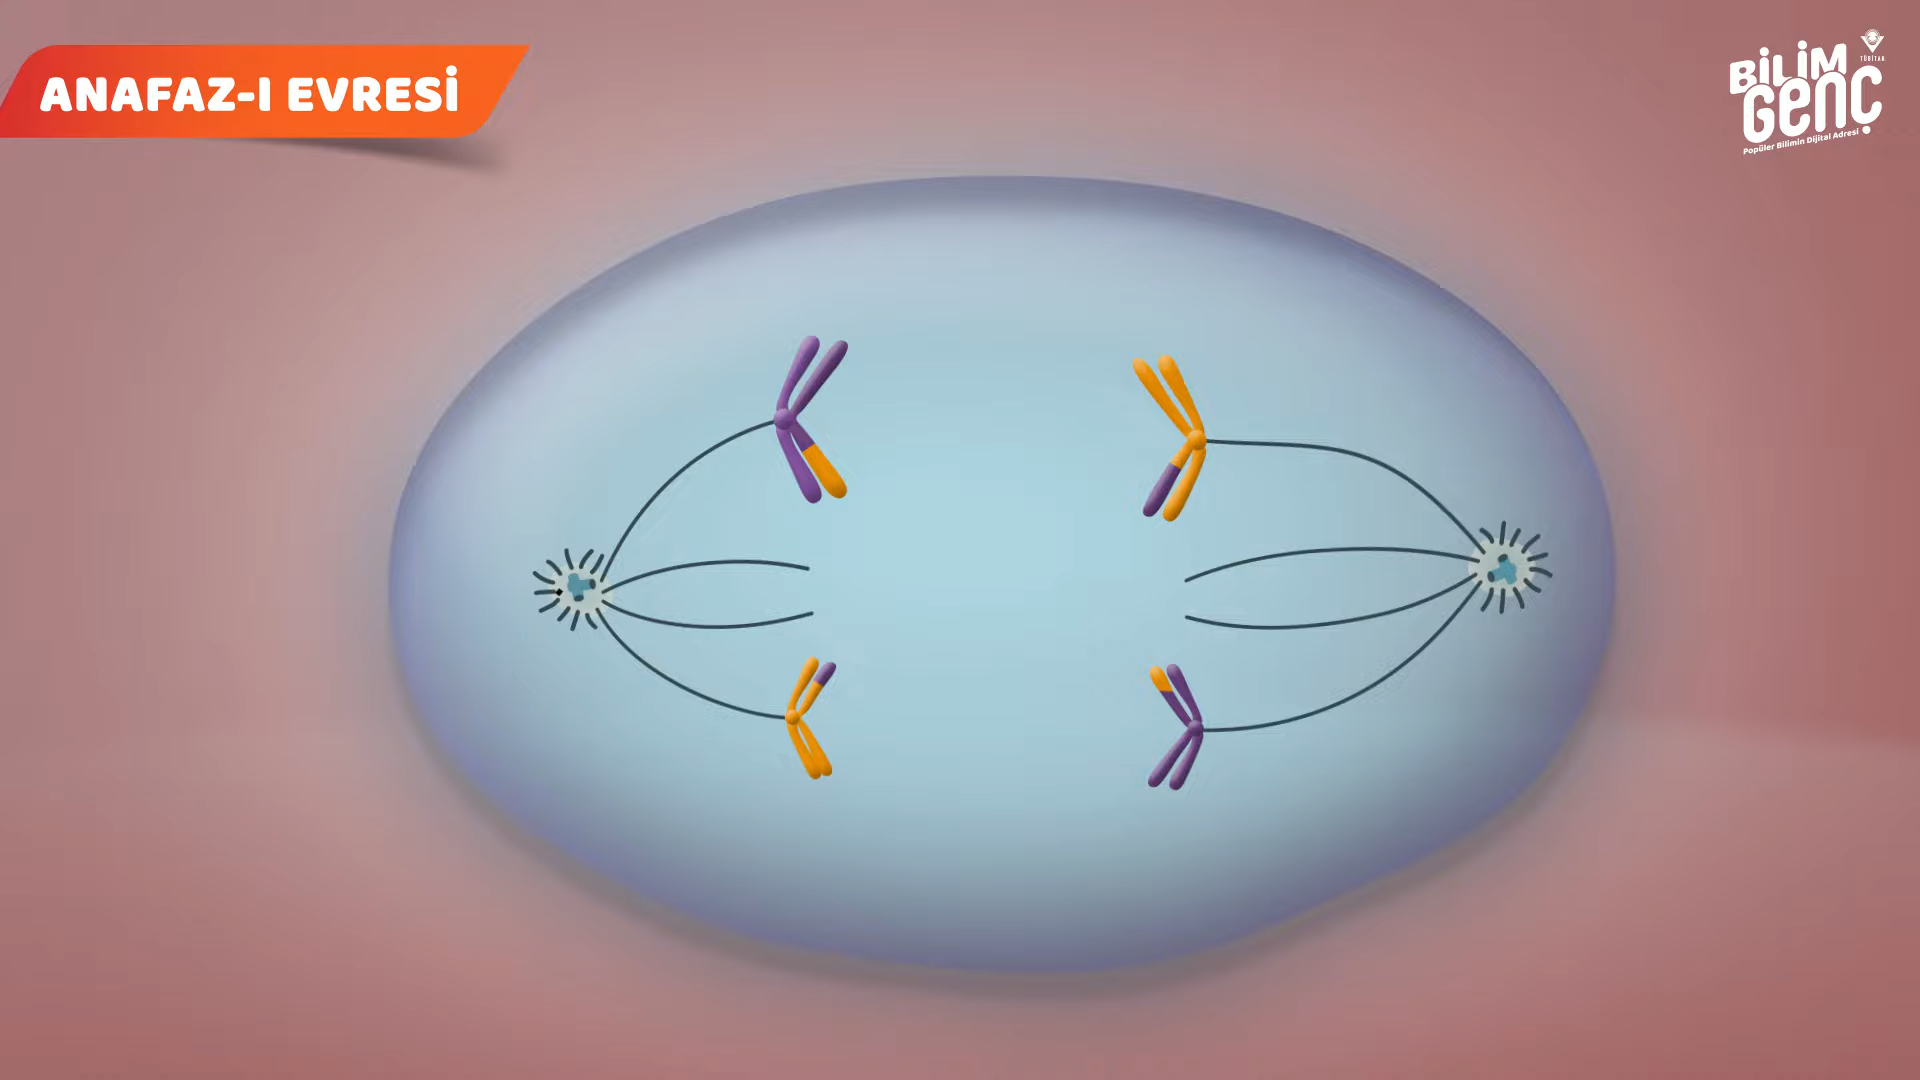 ANAFAZ-I EVRESİ
TÜBİTAK
BİLİM
GENÇ
Popüler Bilimin Dijital Adresi